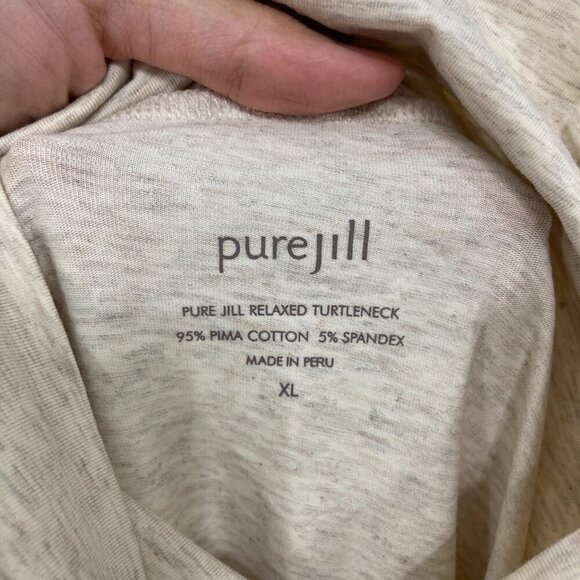 purejill
PURE JILL RELAXED TURTLENECK
95% PIMA COTTON 5% SPANDEX
MADE IN PERU
XL